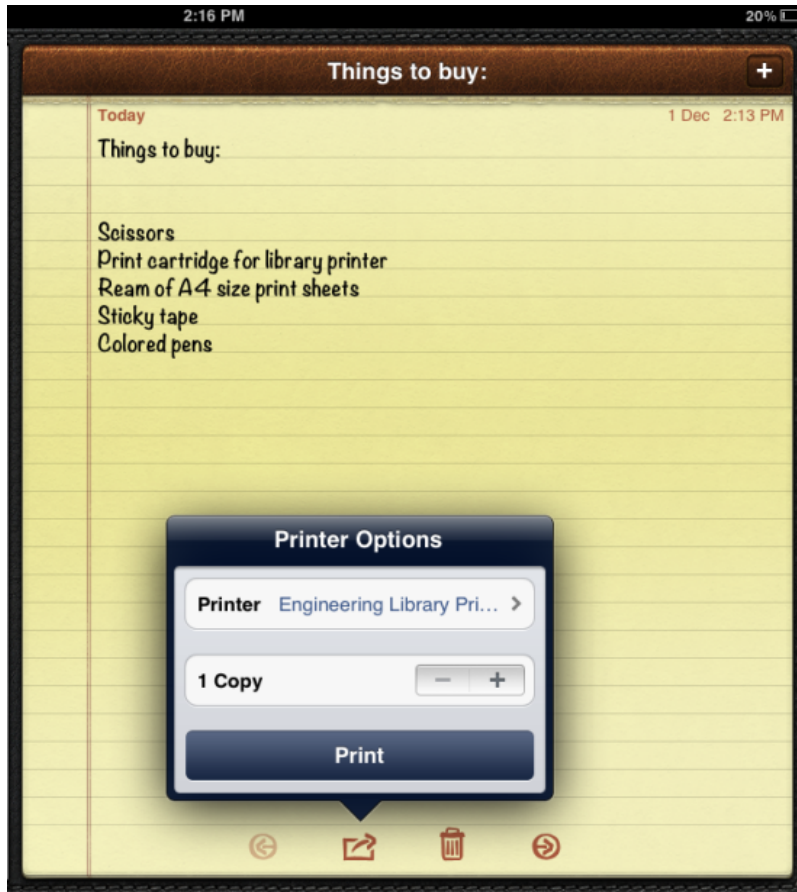 2:16 PM 20%
Things to buy: +
Today 1 Dec 2:13 PM
Things to buy:
Scissors
Print cartridge for library printer
Ream of A4 size print sheets
Sticky tape
Colored pens
Printer Options
Printer Engineering Library Pri... >
1 Copy − +
Print